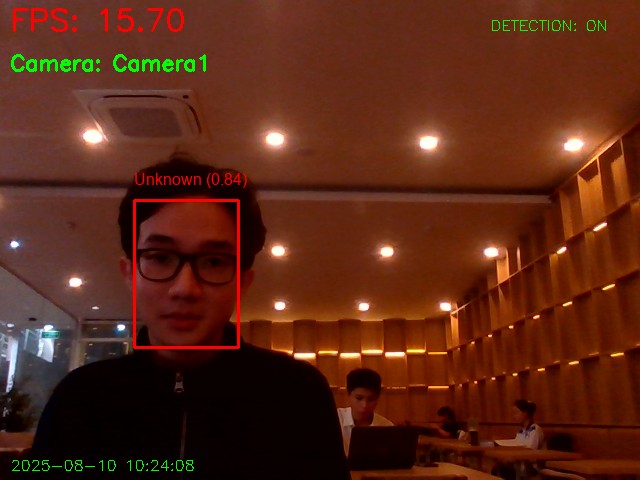 FPS: 15.70
DETECTION: ON
Camera: Camera1
Unknown (0.84)
2025-08-10 10:24:08